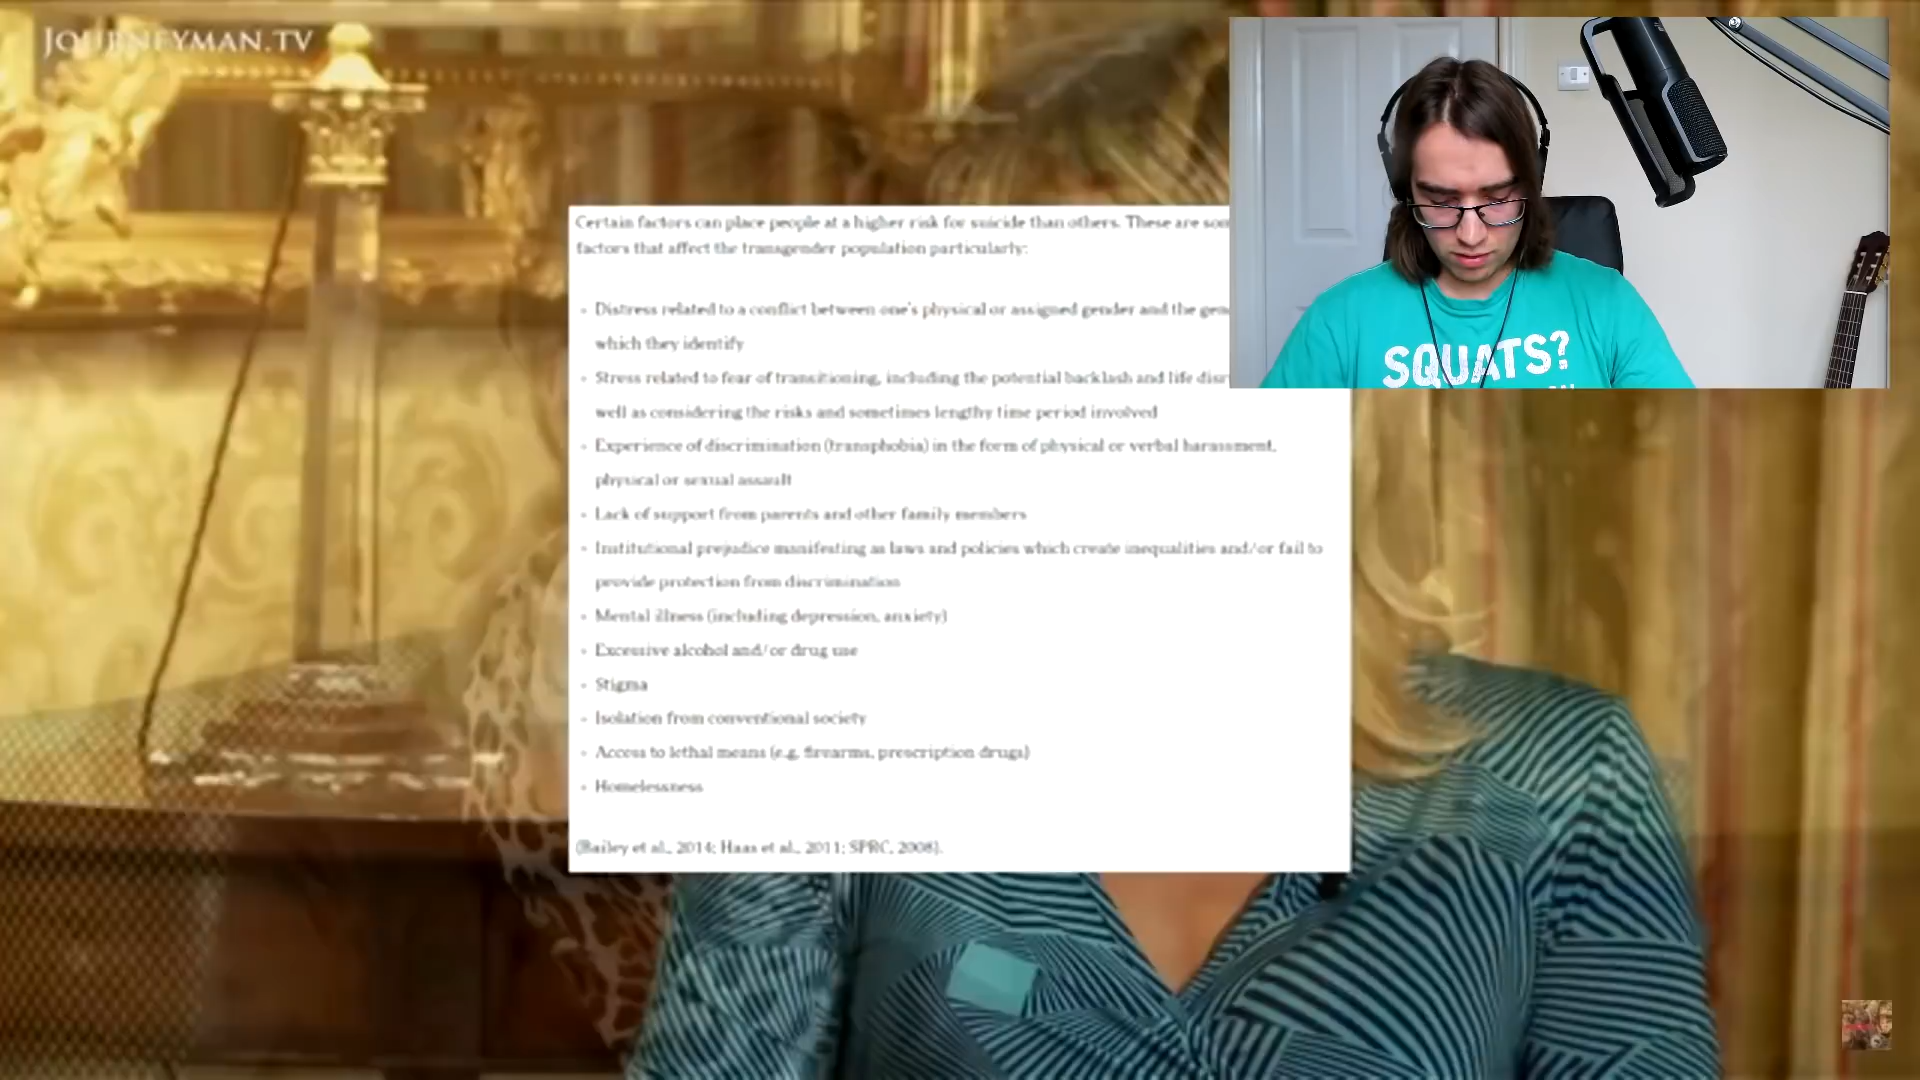 JOURNEYMAN.TV
Certain factors can place people at a higher risk for suicide than others. These are
factors that affect the transgender population particularly:
◦ Distress related to a conflict between one's physical or assigned gender and the
which they identify
◦ Stress related to fear of transitioning, including the potential backlash and life
well as considering the risks and sometimes lengthy time period involved
◦ Experience of discrimination (transphobia) in the form of physical or verbal harassment,
physical or sexual assault
◦ Lack of support from parents and other family members
◦ Institutional prejudice manifesting as laws and policies which create inequalities and/or fail to
provide protection from discrimination
◦ Mental illness (including depression, anxiety)
◦ Excessive alcohol and/or drug use
◦ Stigma
◦ Isolation from conventional society
◦ Access to lethal means (e.g. firearms, prescription drugs)
◦ Homelessness
(Bailey et al., 2014; Haas et al., 2011; SPRC, 2008).
SQUATS?